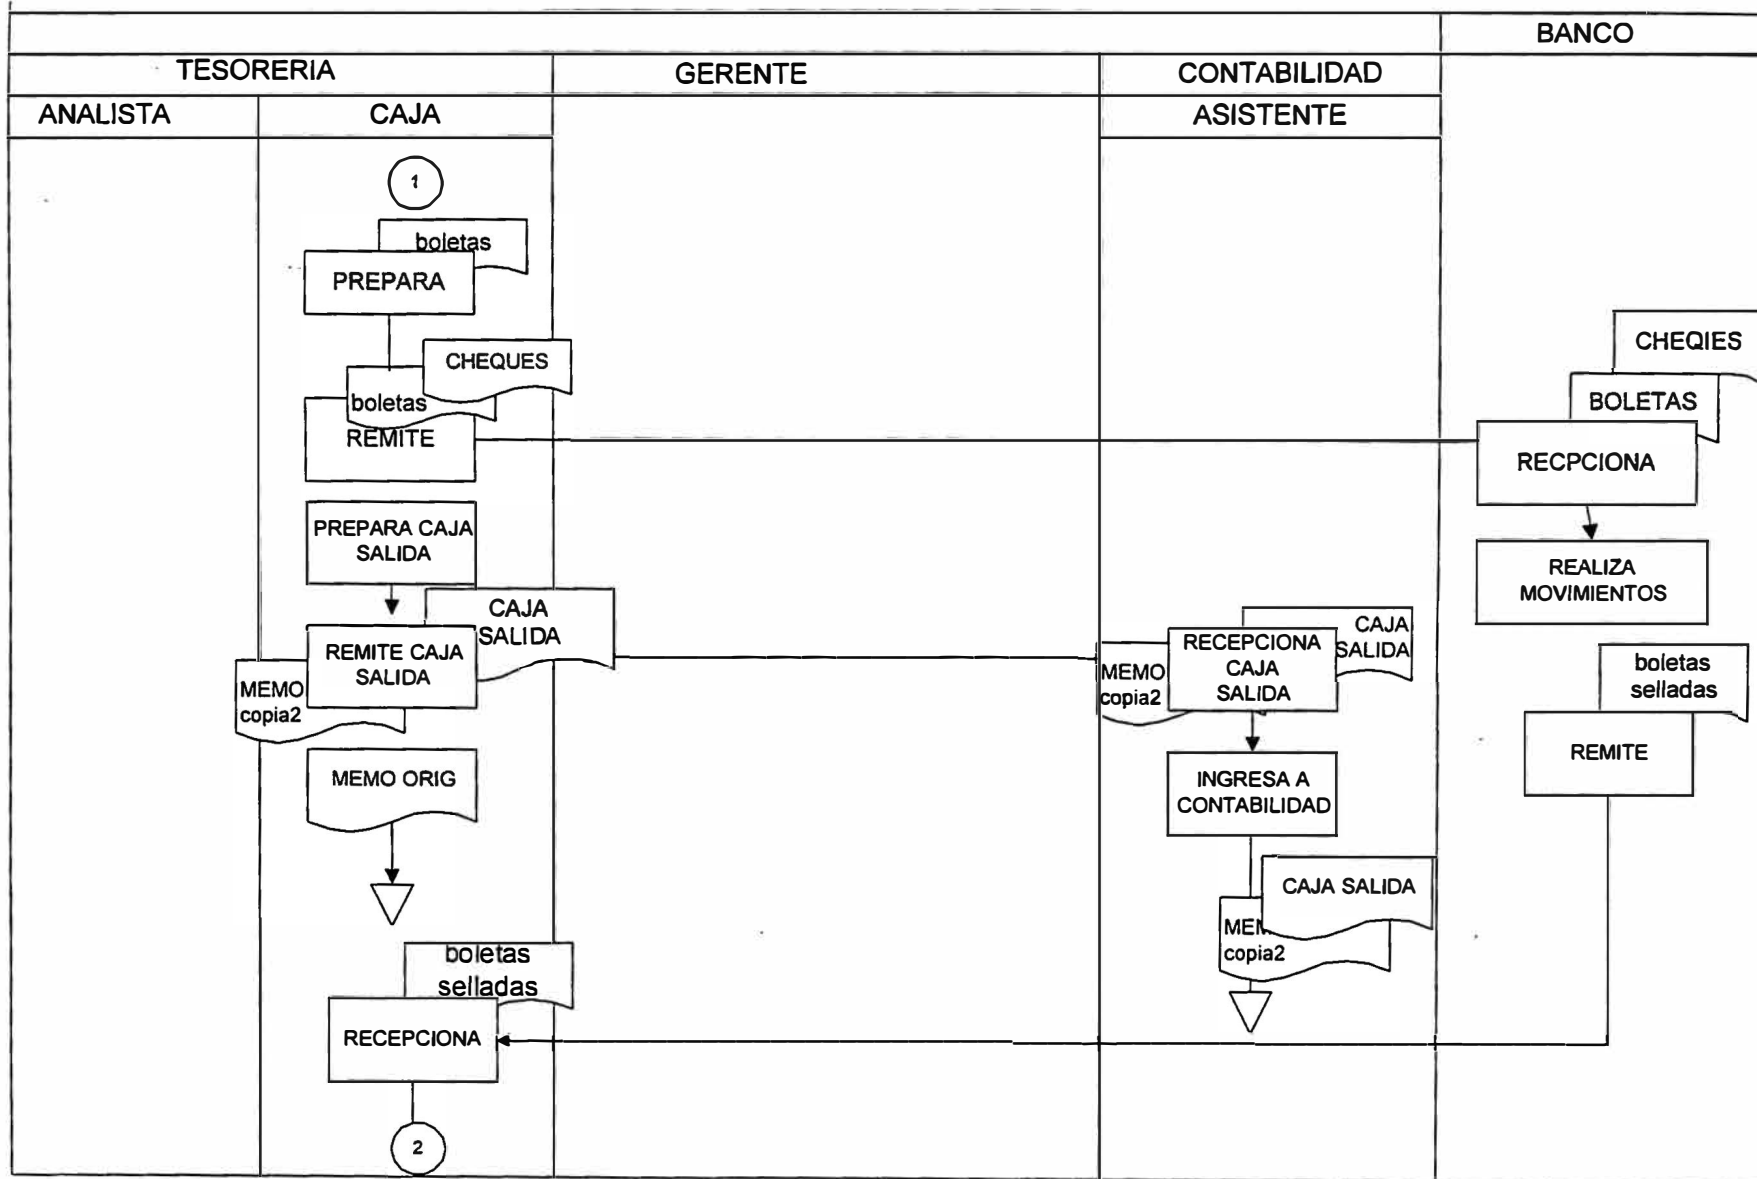 BANCO
TESORERIA
GERENTE
CONTABILIDAD
ANALISTA
CAJA
ASISTENTE
1
boletas
PREPARA
CHEQUES
boletas
REMITE
CHEQIES
BOLETAS
RECPCIONA
PREPARA CAJA
SALIDA
REALIZA
MOVIMIENTOS
CAJA
SALIDA
REMITE CAJA
SALIDA
MEMO
copia2
CAJA
SALIDA
RECEPCIONA
CAJA
SALIDA
MEMO
copia2
boletas
selladas
REMITE
MEMO ORIG
INGRESA A
CONTABILIDAD
CAJA SALIDA
MEM
copia2
boletas
selladas
RECEPCIONA
2